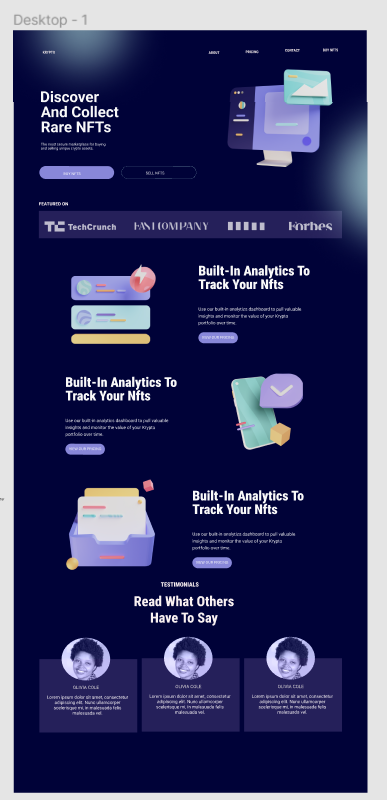 Desktop - 1
KRYPTO
ABOUT
PRICING
CONTACT
BUY NFTS
Discover
And Collect
Rare NFTs
The most secure marketplace for buying
and selling unique crypto assets.
BUY NFTS
SELL NFTS
FEATURED ON
TechCrunch
FAST COMPANY
Forbes
Built-In Analytics To
Track Your Nfts
Use our built-in analytics dashboard to pull valuable
insights and monitor the value of your Krypto
portfolio over time.
VIEW OUR PRICING
Built-In Analytics To
Track Your Nfts
Use our built-in analytics dashboard to pull valuable
insights and monitor the value of your Krypto
portfolio over time.
VIEW OUR PRICING
Built-In Analytics To
Track Your Nfts
Use our built-in analytics dashboard to pull valuable
insights and monitor the value of your Krypto
portfolio over time.
VIEW OUR PRICING
TESTIMONIALS
Read What Others
Have To Say
OLIVIA COLE
Lorem ipsum dolor sit amet, consectetur
adipiscing elit. Nunc ullamcorper
scelerisque mi, in malesuada felis
malesuada vel.
OLIVIA COLE
Lorem ipsum dolor sit amet, consectetur
adipiscing elit. Nunc ullamcorper
scelerisque mi, in malesuada felis
malesuada vel.
OLIVIA COLE
Lorem ipsum dolor sit amet, consectetur
adipiscing elit. Nunc ullamcorper
scelerisque mi, in malesuada felis
malesuada vel.